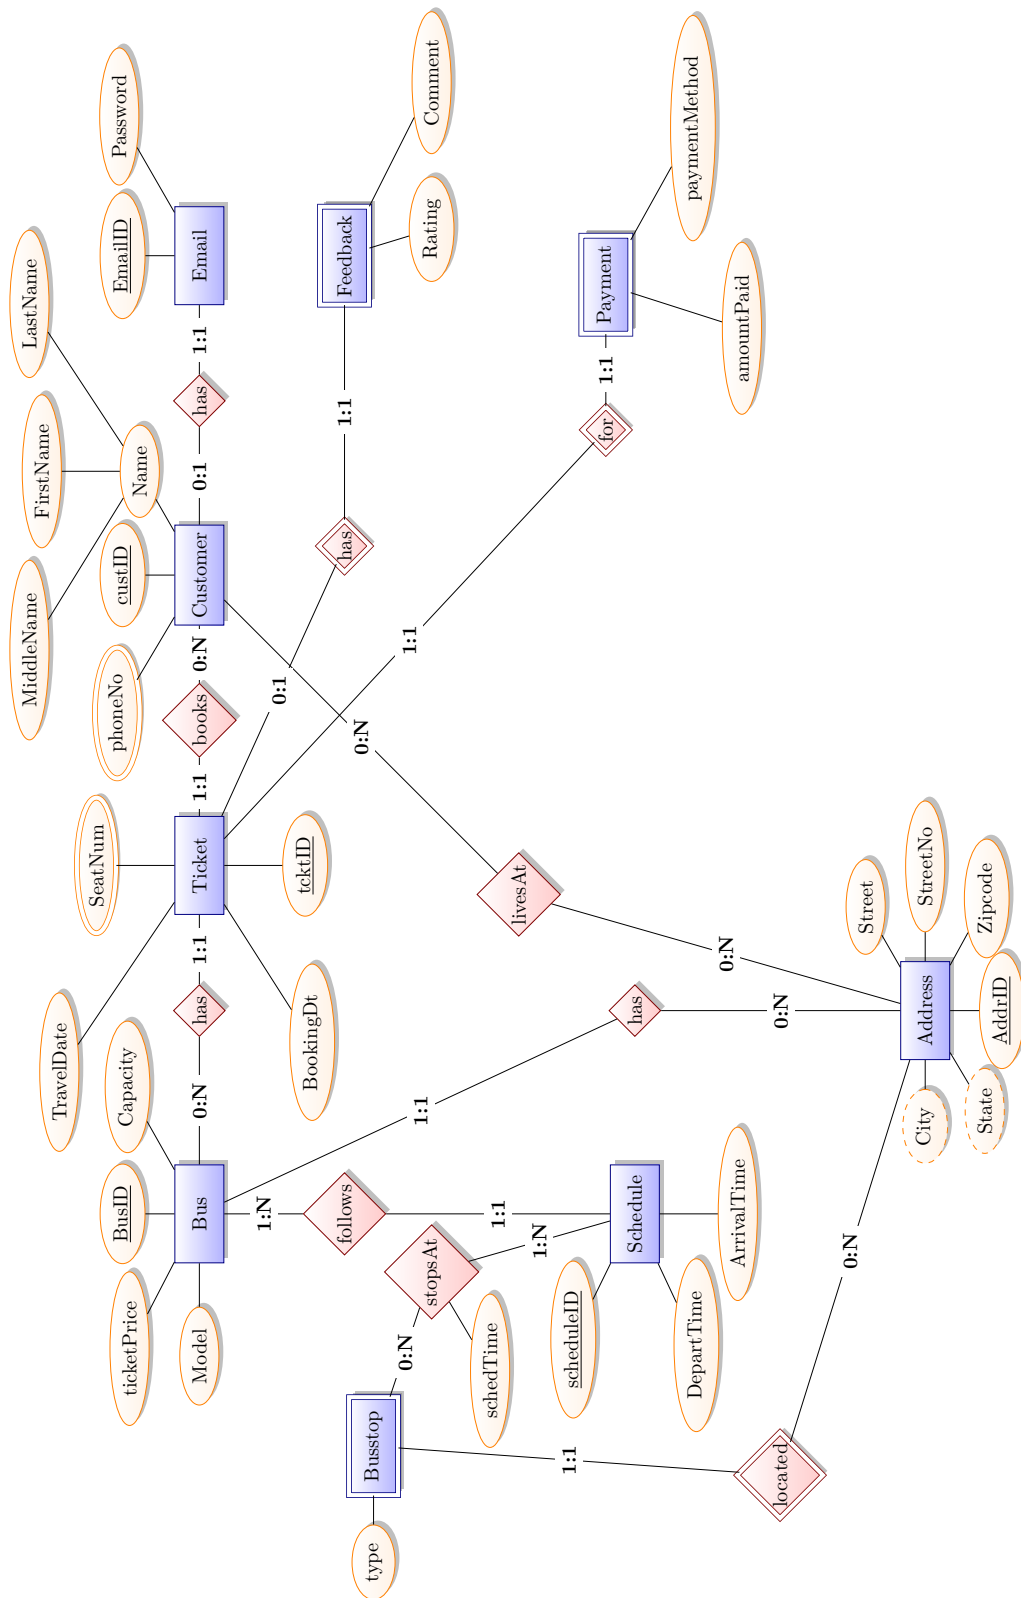 MiddleName
FirstName
LastName
Name
TravelDate
SeatNum
phoneNo
custID
EmailID
Password
ticketPrice
BusID
Capacity
Model
Bus
0:N
has
1:1
Ticket
1:1
books
0:N
Customer
0:1
has
1:1
Email
BookingDt
tcktID
0:1
has
1:1
Feedback
Rating
Comment
type
Busstop
0:N
stopsAt
schedTime
1:N
1:N
follows
1:1
1:1
0:N
1:1
for
1:1
Payment
amountPaid
paymentMethod
livesAt
scheduleID
Schedule
DepartTime
ArrivalTime
1:1
has
0:N
0:N
located
0:N
Street
StreetNo
Zipcode
Address
City
State
AddrID